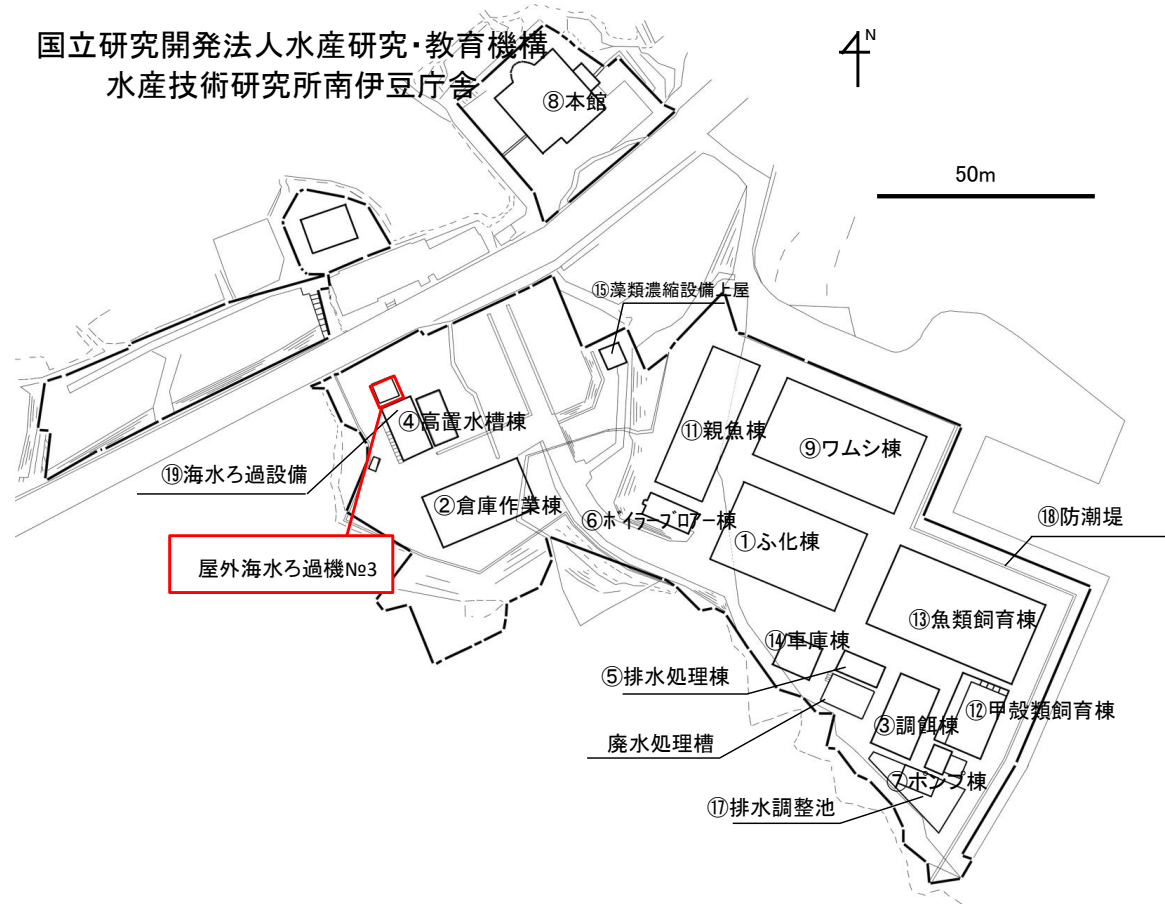 国立研究開発法人水産研究・教育機構
水産技術研究所南伊豆庁舎
N
⑧本館
50m
⑮藻類濃縮設備上屋
④高置水槽棟
⑪親魚棟
⑨ワムシ棟
⑲海水ろ過設備
②倉庫作業棟
⑥ボイラーブロアー棟
⑱防潮堤
①ふ化棟
屋外海水ろ過機№3
⑬魚類飼育棟
⑭車庫棟
⑤排水処理棟
⑫甲殻類飼育棟
③調餌棟
廃水処理槽
⑦ポンプ棟
⑰排水調整池